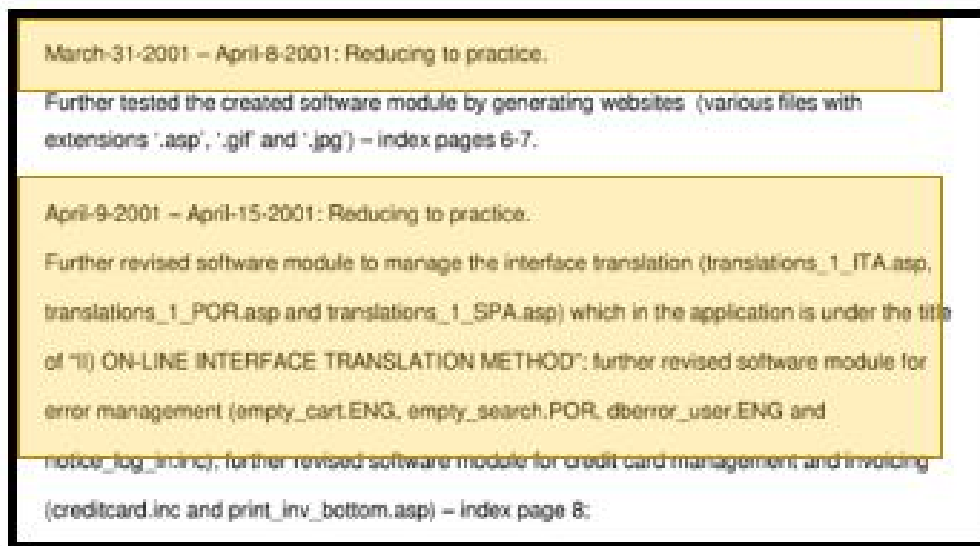 March-31-2001 – April-8-2001: Reducing to practice.
Further tested the created software module by generating websites (various files with
extensions '.asp', '.gif' and '.jpg') – index pages 6-7.
April-9-2001 – April-15-2001: Reducing to practice.
Further revised software module to manage the interface translation (translations_1_ITA.asp,
translations_1_POR.asp and translations_1_SPA.asp) which in the application is under the title
of "II) ON-LINE INTERFACE TRANSLATION METHOD"; further revised software module for
error management (empty_cart.ENG, empty_search.POR, dberror_user.ENG and
notice_log_in.inc); further revised software module for credit card management and invoicing
(creditcard.inc and print_inv_bottom.asp) – index page 8;